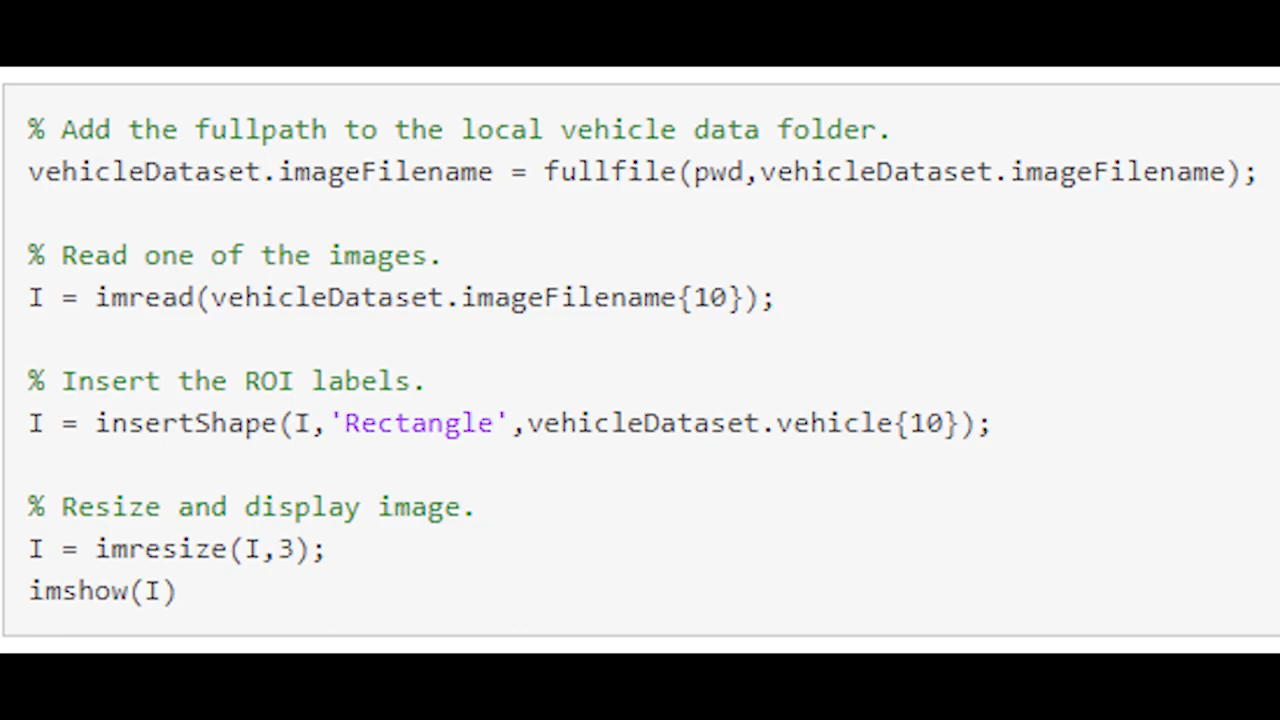 % Add the fullpath to the local vehicle data folder.
vehicleDataset.imageFilename = fullfile(pwd,vehicleDataset.imageFilename);
% Read one of the images.
I = imread(vehicleDataset.imageFilename{10});
% Insert the ROI labels.
I = insertShape(I,'Rectangle',vehicleDataset.vehicle{10});
% Resize and display image.
I = imresize(I,3);
imshow(I)